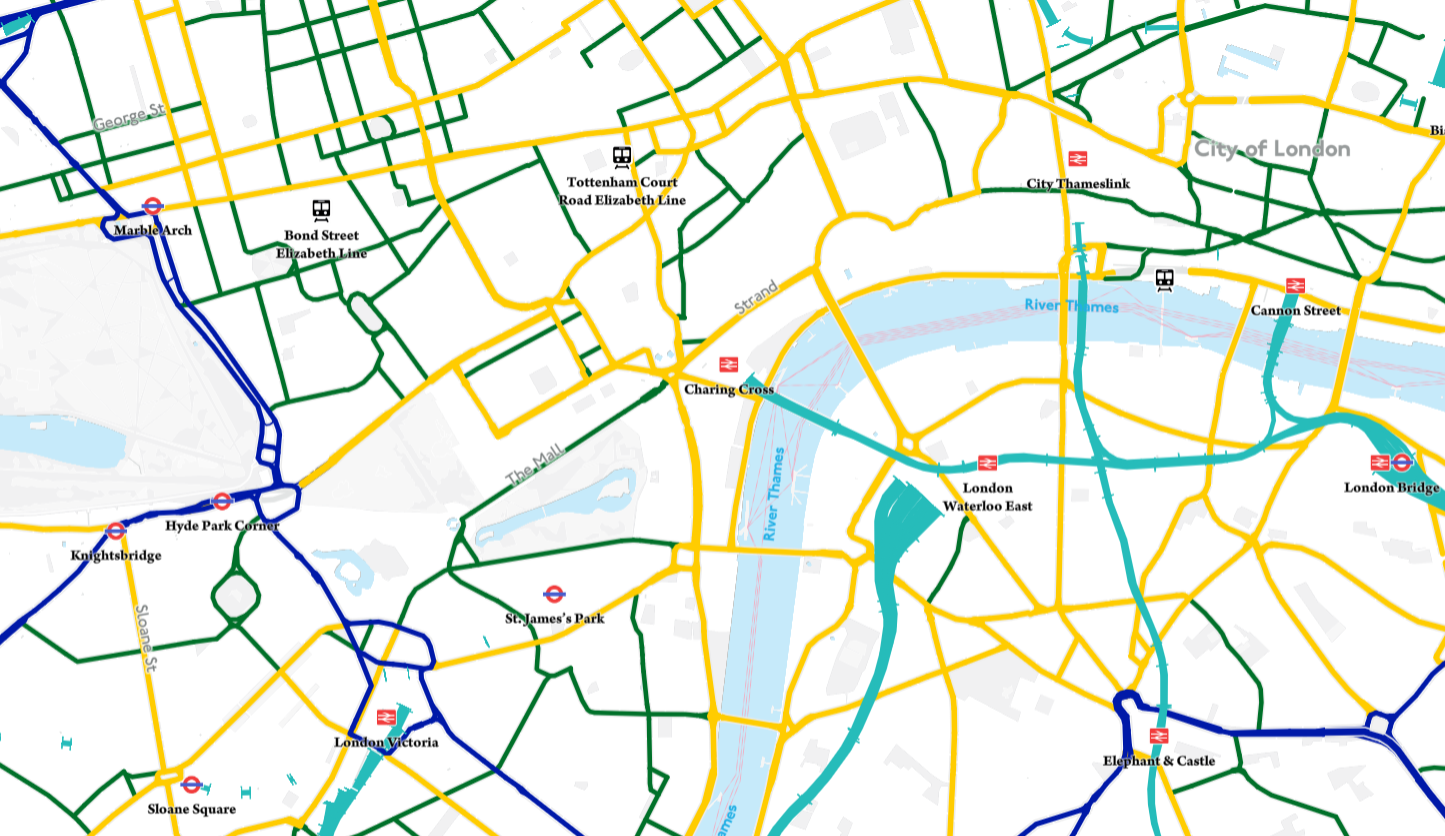 George St
City of London
Bi
City Thameslink
Tottenham Court
Road Elizabeth Line
Marble Arch
Bond Street
Elizabeth Line
Strand
River Thames
Cannon Street
Charing Cross
The Mall
River Thames
London
Waterloo East
London Bridge
Hyde Park Corner
Knightsbridge
Sloane St
St. James's Park
London Victoria
Elephant & Castle
Sloane Square
ames